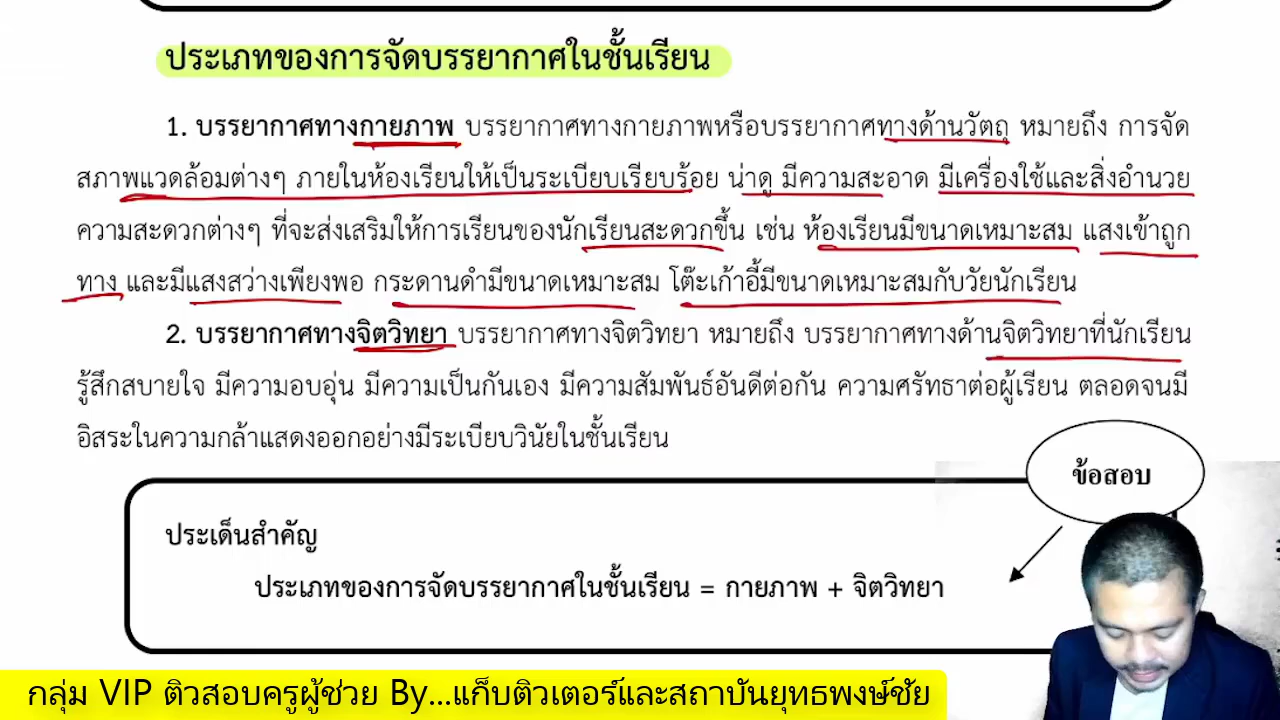 ประเภทของการจัดบรรยากาศในชั้นเรียน
1. บรรยากาศทางกายภาพ บรรยากาศทางกายภาพหรือบรรยากาศทางด้านวัตถุ หมายถึง การจัด
สภาพแวดล้อมต่างๆ ภายในห้องเรียนให้เป็นระเบียบเรียบร้อย น่าดู มีความสะอาด มีเครื่องใช้และสิ่งอำนวย
ความสะดวกต่างๆ ที่จะส่งเสริมให้การเรียนของนักเรียนสะดวกขึ้น เช่น ห้องเรียนมีขนาดเหมาะสม แสงเข้าถูก
ทาง และมีแสงสว่างเพียงพอ กระดานดำมีขนาดเหมาะสม โต๊ะเก้าอี้มีขนาดเหมาะสมกับวัยนักเรียน
2. บรรยากาศทางจิตวิทยา บรรยากาศทางจิตวิทยา หมายถึง บรรยากาศทางด้านจิตวิทยาที่นักเรียน
รู้สึกสบายใจ มีความอบอุ่น มีความเป็นกันเอง มีความสัมพันธ์อันดีต่อกัน ความศรัทธาต่อผู้เรียน ตลอดจนมี
อิสระในความกล้าแสดงออกอย่างมีระเบียบวินัยในชั้นเรียน
ข้อสอบ
ประเด็นสำคัญ
ประเภทของการจัดบรรยากาศในชั้นเรียน = กายภาพ + จิตวิทยา
กลุ่ม VIP ติวสอบครูผู้ช่วย By...แก็บติวเตอร์และสถาบันยุทธพงษ์ชัย